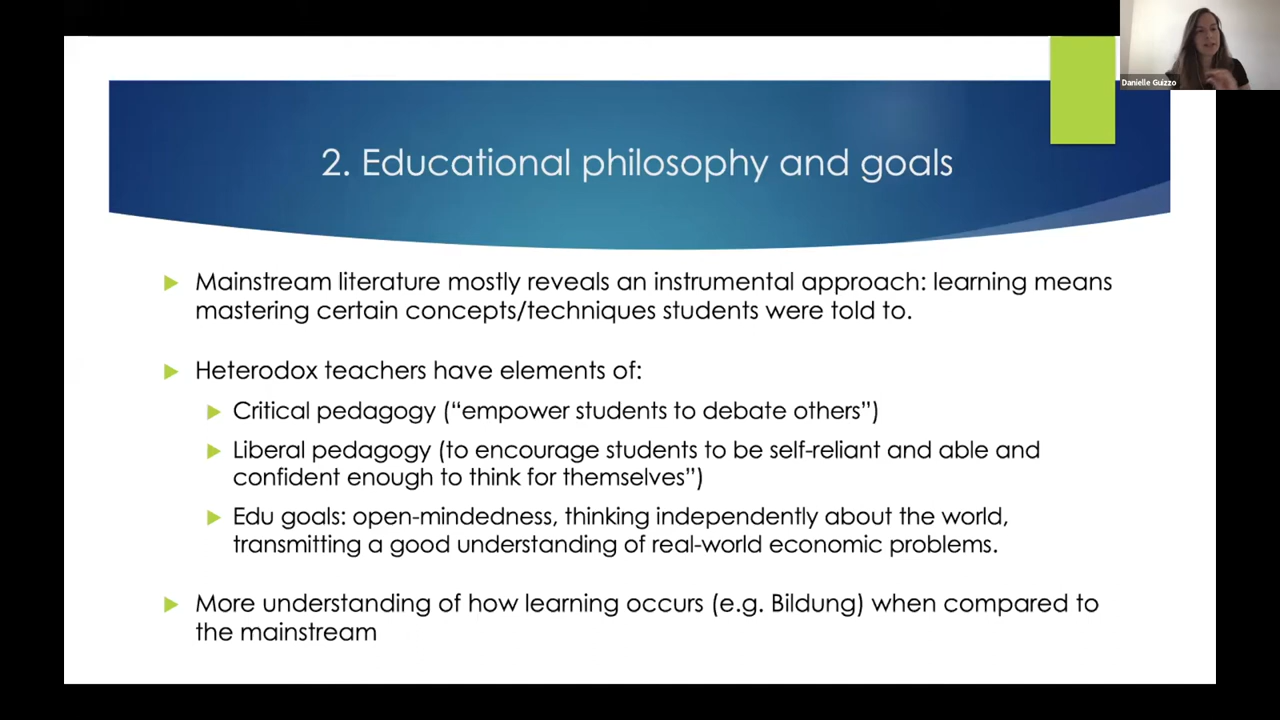 Danielle Guizzo
2. Educational philosophy and goals
Mainstream literature mostly reveals an instrumental approach: learning means
mastering certain concepts/techniques students were told to.
Heterodox teachers have elements of:
Critical pedagogy (“empower students to debate others”)
Liberal pedagogy (to encourage students to be self-reliant and able and
confident enough to think for themselves”)
Edu goals: open-mindedness, thinking independently about the world,
transmitting a good understanding of real-world economic problems.
More understanding of how learning occurs (e.g. Bildung) when compared to
the mainstream